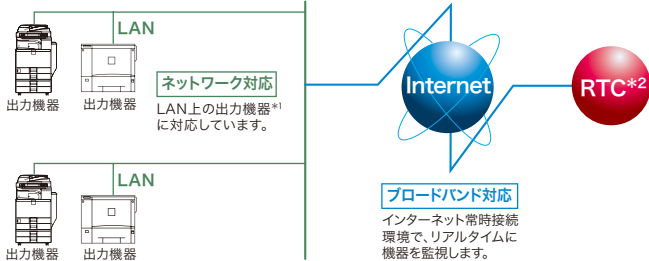 LAN
出力機器
出力機器
ネットワーク対応
LAN上の出力機器*1
に対応しています。
Internet
RTC*2
LAN
出力機器
出力機器
ブロードバンド対応
インターネット常時接続
環境で、リアルタイムに
機器を監視します。